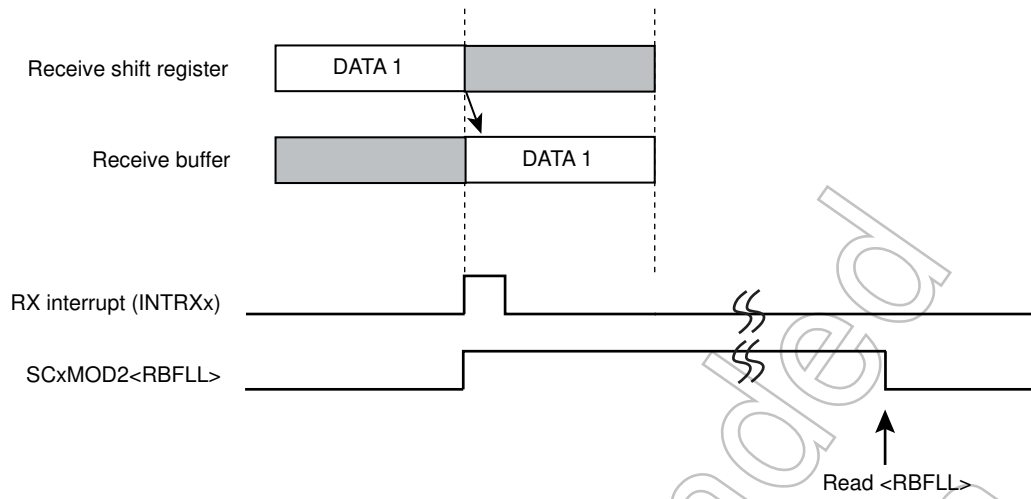 Receive shift register
DATA 1
Receive buffer
DATA 1
RX interrupt (INTRXx)
SCxMOD2<RBFLL>
Read <RBFLL>